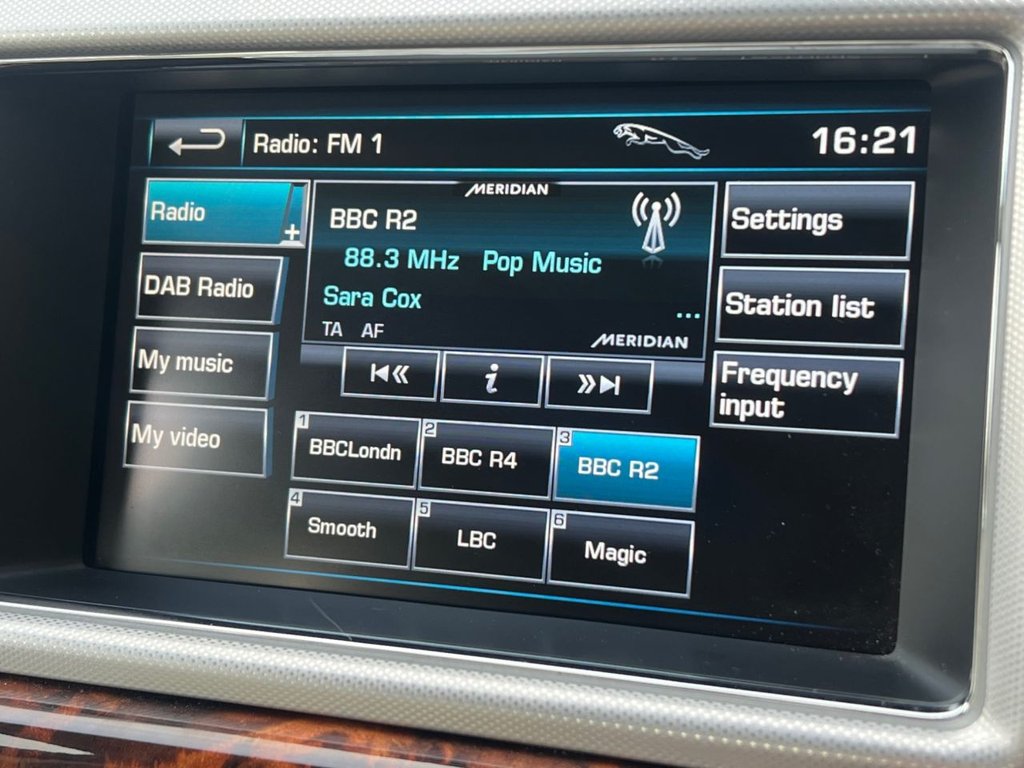 Radio: FM 1
16:21
Radio
+
DAB Radio
My music
My video
MERIDIAN
BBC R2
88.3 MHz Pop Music
Sara Cox
...
TA AF
MERIDIAN
i
Settings
Station list
Frequency
input
1 BBCLondn
2 BBC R4
3 BBC R2
4 Smooth
5 LBC
6 Magic